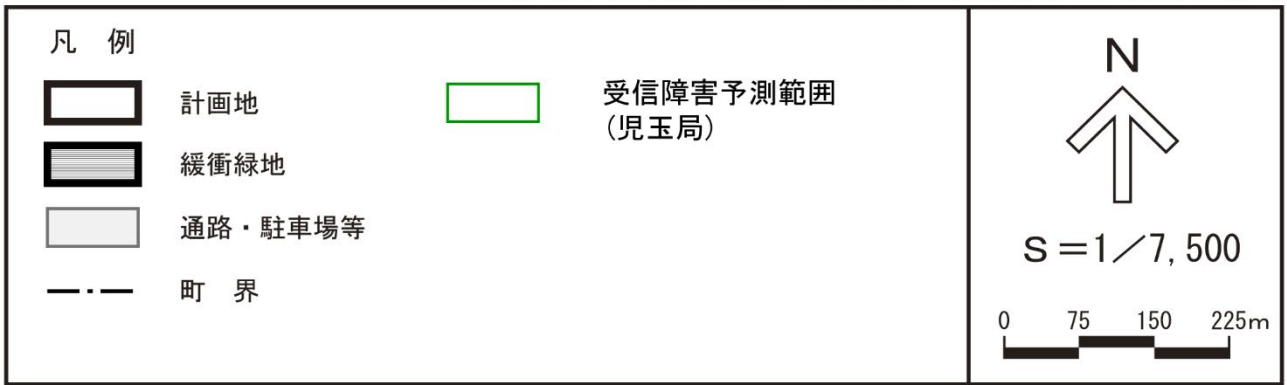 凡 例
計画地
緩衝緑地
通路・駐車場等
町 界
受信障害予測範囲
(児玉局)
N
S=1/7,500
0 75 150 225m